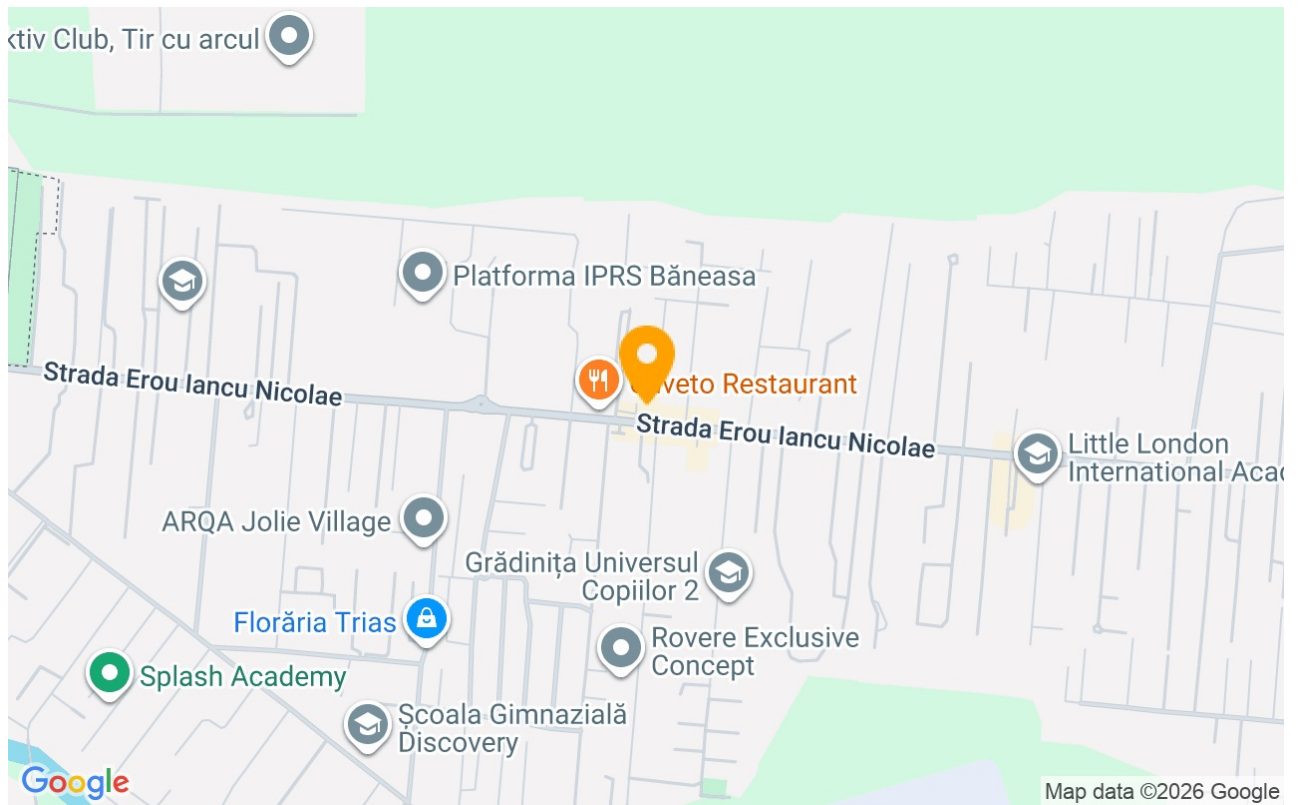 ktiv Club, Tir cu arcul
Platforma IPRS Băneasa
Strada Erou Iancu Nicolae
Restaurant
Strada Erou Iancu Nicolae
Little London
International
ARQA Jolie Village
Grădinița Universul
Copiilor 2
Florăria Trias
Rovere Exclusive
Concept
Splash Academy
Școala Gimnazială
Discovery
Google
Map data ©2026 Google